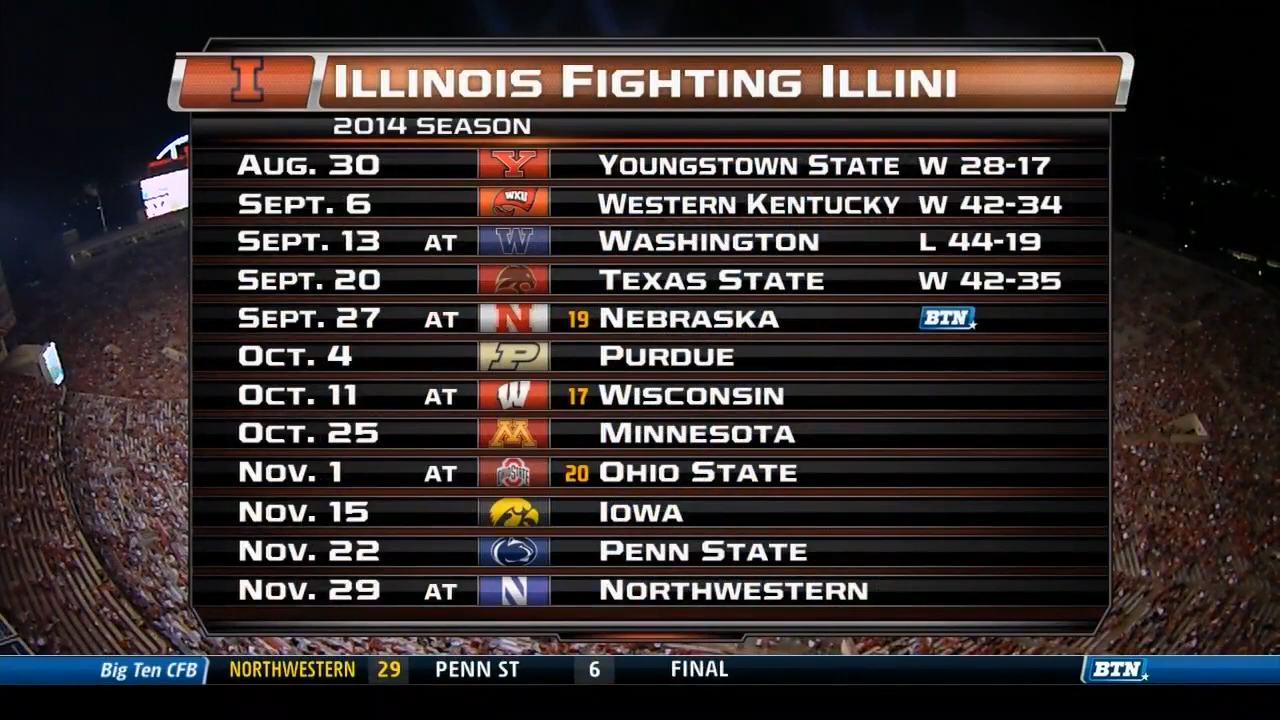 I ILLINOIS FIGHTING ILLINI
2014 SEASON
AUG. 30 Y YOUNGSTOWN STATE W 28-17
SEPT. 6 WKU WESTERN KENTUCKY W 42-34
SEPT. 13 AT W WASHINGTON L 44-19
SEPT. 20 TEXAS STATE W 42-35
SEPT. 27 AT N 19 NEBRASKA BTN
OCT. 4 P PURDUE
OCT. 11 AT W 17 WISCONSIN
OCT. 25 M MINNESOTA
NOV. 1 AT OHIO STATE 20 OHIO STATE
NOV. 15 IOWA
NOV. 22 PENN STATE
NOV. 29 AT N NORTHWESTERN
Big Ten CFB NORTHWESTERN 29 PENN ST 6 FINAL BTN